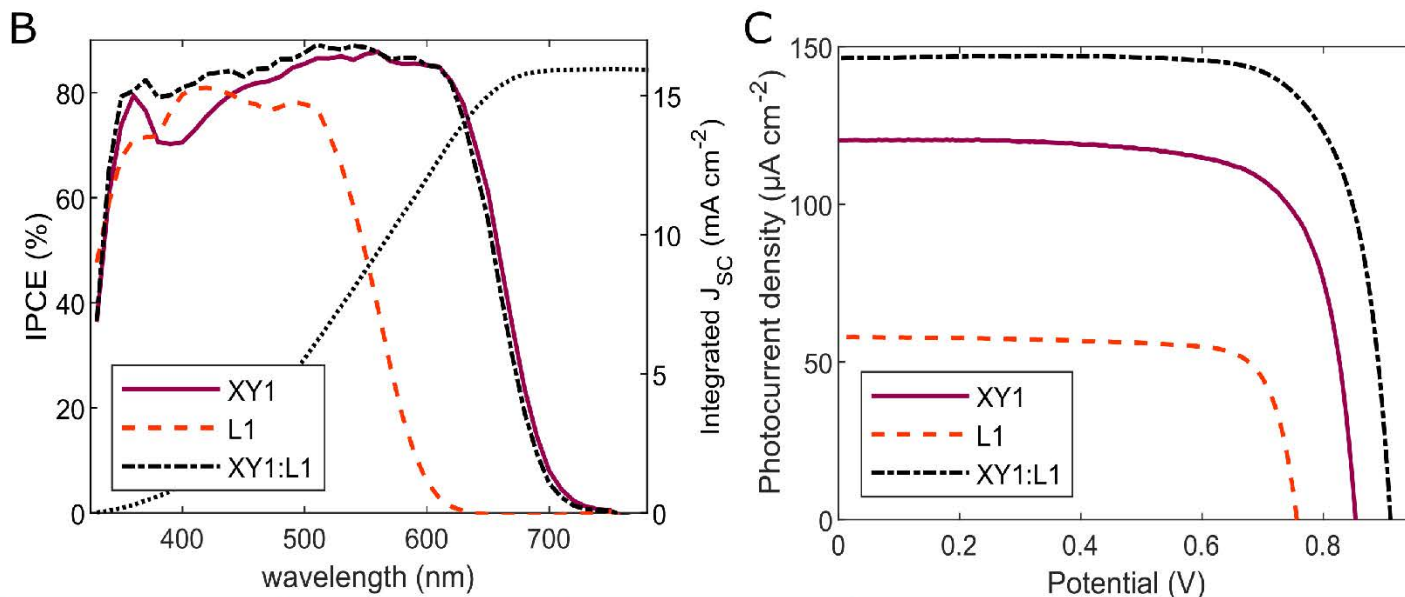 B
IPCE (%)
80
60
40
20
0
400
500
600
700
wavelength (nm)
15
10
5
0
Integrated J_SC (mA cm⁻²)
XY1
L1
XY1:L1
C
Photocurrent density (µA cm⁻²)
150
100
50
0
0
0.2
0.4
0.6
0.8
Potential (V)
XY1
L1
XY1:L1